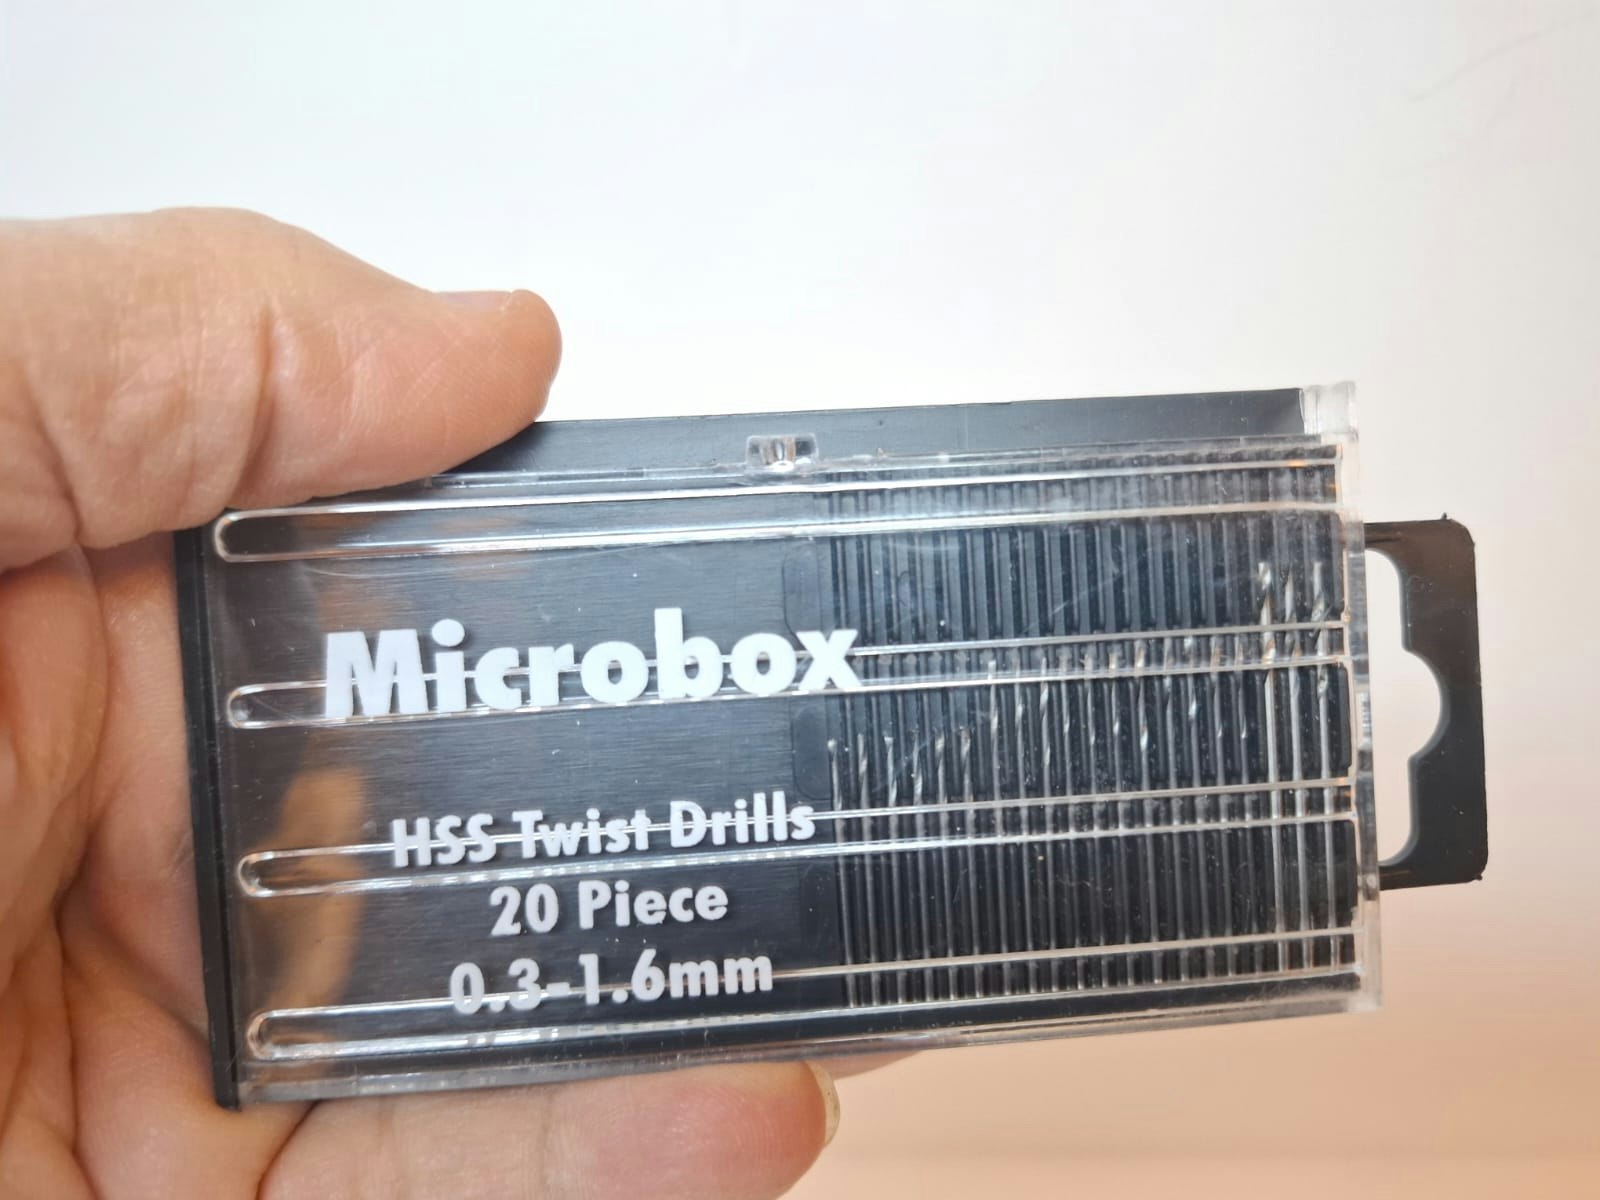 Microbox
HSS Twist Drills
20 Piece
0.3-1.6mm